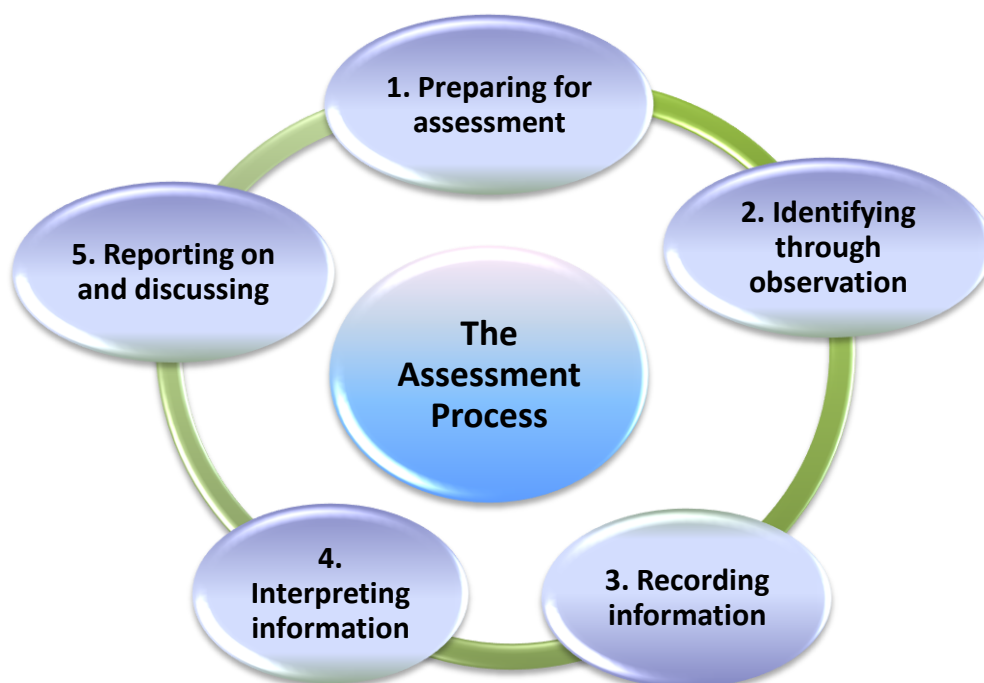 1. Preparing for
assessment
2. Identifying
through
observation
3. Recording
information
4.
Interpreting
information
5. Reporting on
and discussing
The
Assessment
Process